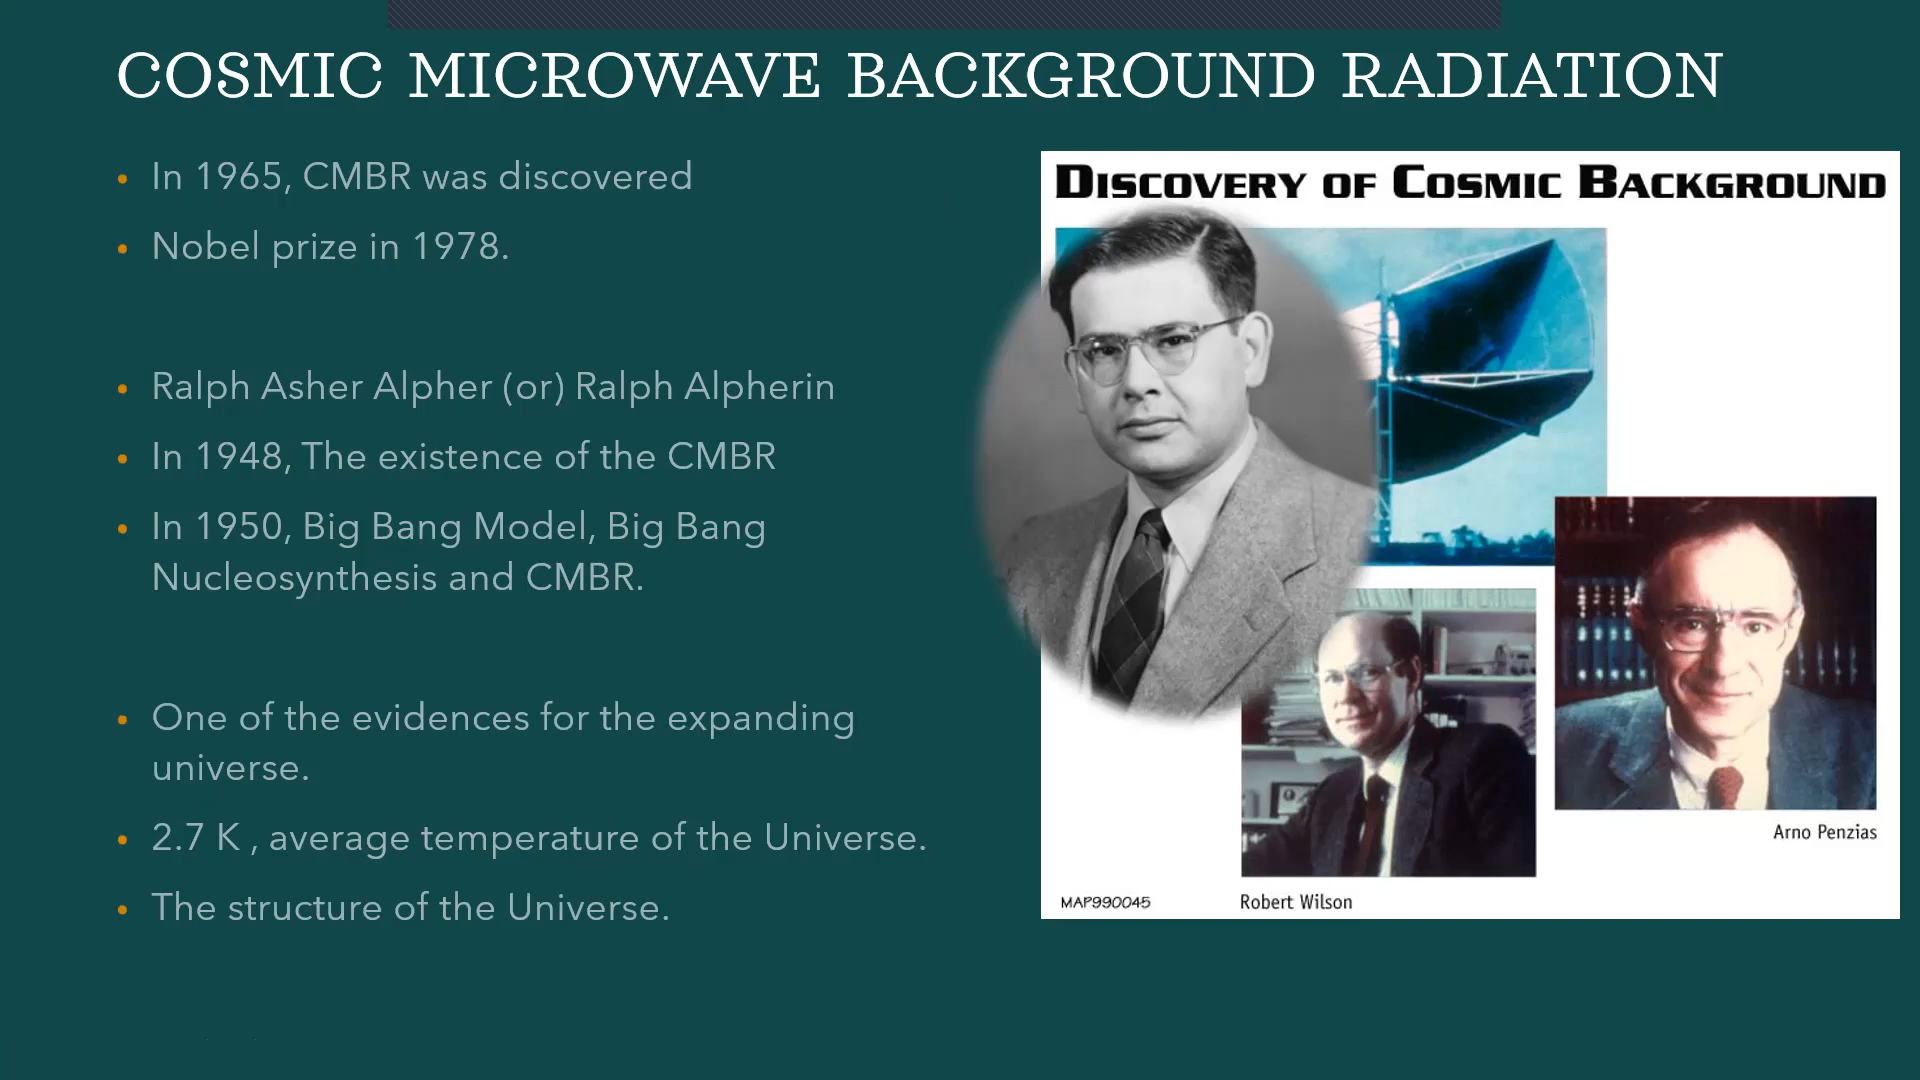 COSMIC MICROWAVE BACKGROUND RADIATION
In 1965, CMBR was discovered
Nobel prize in 1978.
Ralph Asher Alpher (or) Ralph Alpherin
In 1948, The existence of the CMBR
In 1950, Big Bang Model, Big Bang
Nucleosynthesis and CMBR.
One of the evidences for the expanding
universe.
2.7 K , average temperature of the Universe.
The structure of the Universe.
DISCOVERY OF COSMIC BACKGROUND
Arno Penzias
MAP990045
Robert Wilson